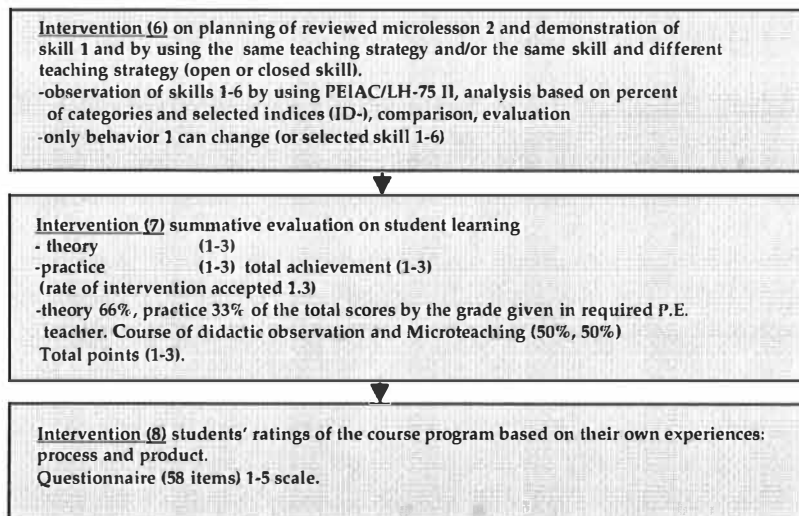 Intervention (6) on planning of reviewed microlesson 2 and demonstration of
skill 1 and by using the same teaching strategy and/or the same skill and different
teaching strategy (open or closed skill).
-observation of skills 1-6 by using PEIAC/LH-75 II, analysis based on percent
of categories and selected indices (ID-), comparison, evaluation
-only behavior 1 can change (or selected skill 1-6)
Intervention (7) summative evaluation on student learning
- theory (1-3)
-practice (1-3) total achievement (1-3)
(rate of intervention accepted 1.3)
-theory 66%, practice 33% of the total scores by the grade given in required P.E.
teacher. Course of didactic observation and Microteaching (50%, 50%)
Total points (1-3).
Intervention (8) students' ratings of the course program based on their own experiences:
process and product.
Questionnaire (58 items) 1-5 scale.